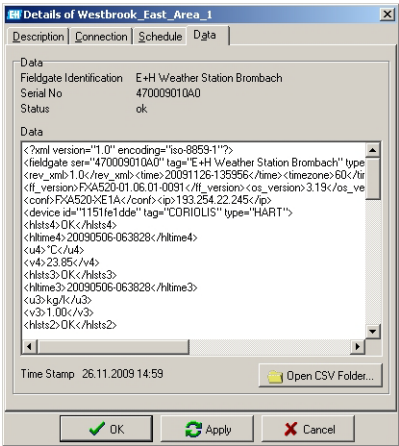 EH Details of Westbrook_East_Area_1
Description Connection Schedule Data
Data
Fieldgate Identification E+H Weather Station Brombach
Serial No 470009010A0
Status ok
Data
<?xml version="1.0" encoding="iso-8859-1"?>
<fieldgate ser="470009010A0" tag="E+H Weather Station Brombach" type
<rev_xml>1.0</rev_xml><time>20091126-135956</time><timezone>60</tir
<ff_version>FXA520-01.06.01-0091</ff_version><os_version>3.19</os_ve
<conf>FXA520-XE1A</conf><ip>193.254.22.245</ip>
<device id="1151fe1dde" tag="CORIOLIS" type="HART">
<hlsts4>OK</hlsts4>
<hltime4>20090506-063828</hltime4>
<u4>°C</u4>
<v4>23.85</v4>
<hlsts3>OK</hlsts3>
<hltime3>20090506-063828</hltime3>
<u3>kg/l</u3>
<v3>1.00</v3>
<hlsts2>OK</hlsts2>
Time Stamp 26.11.2009 14:59
Open CSV Folder...
OK Apply Cancel